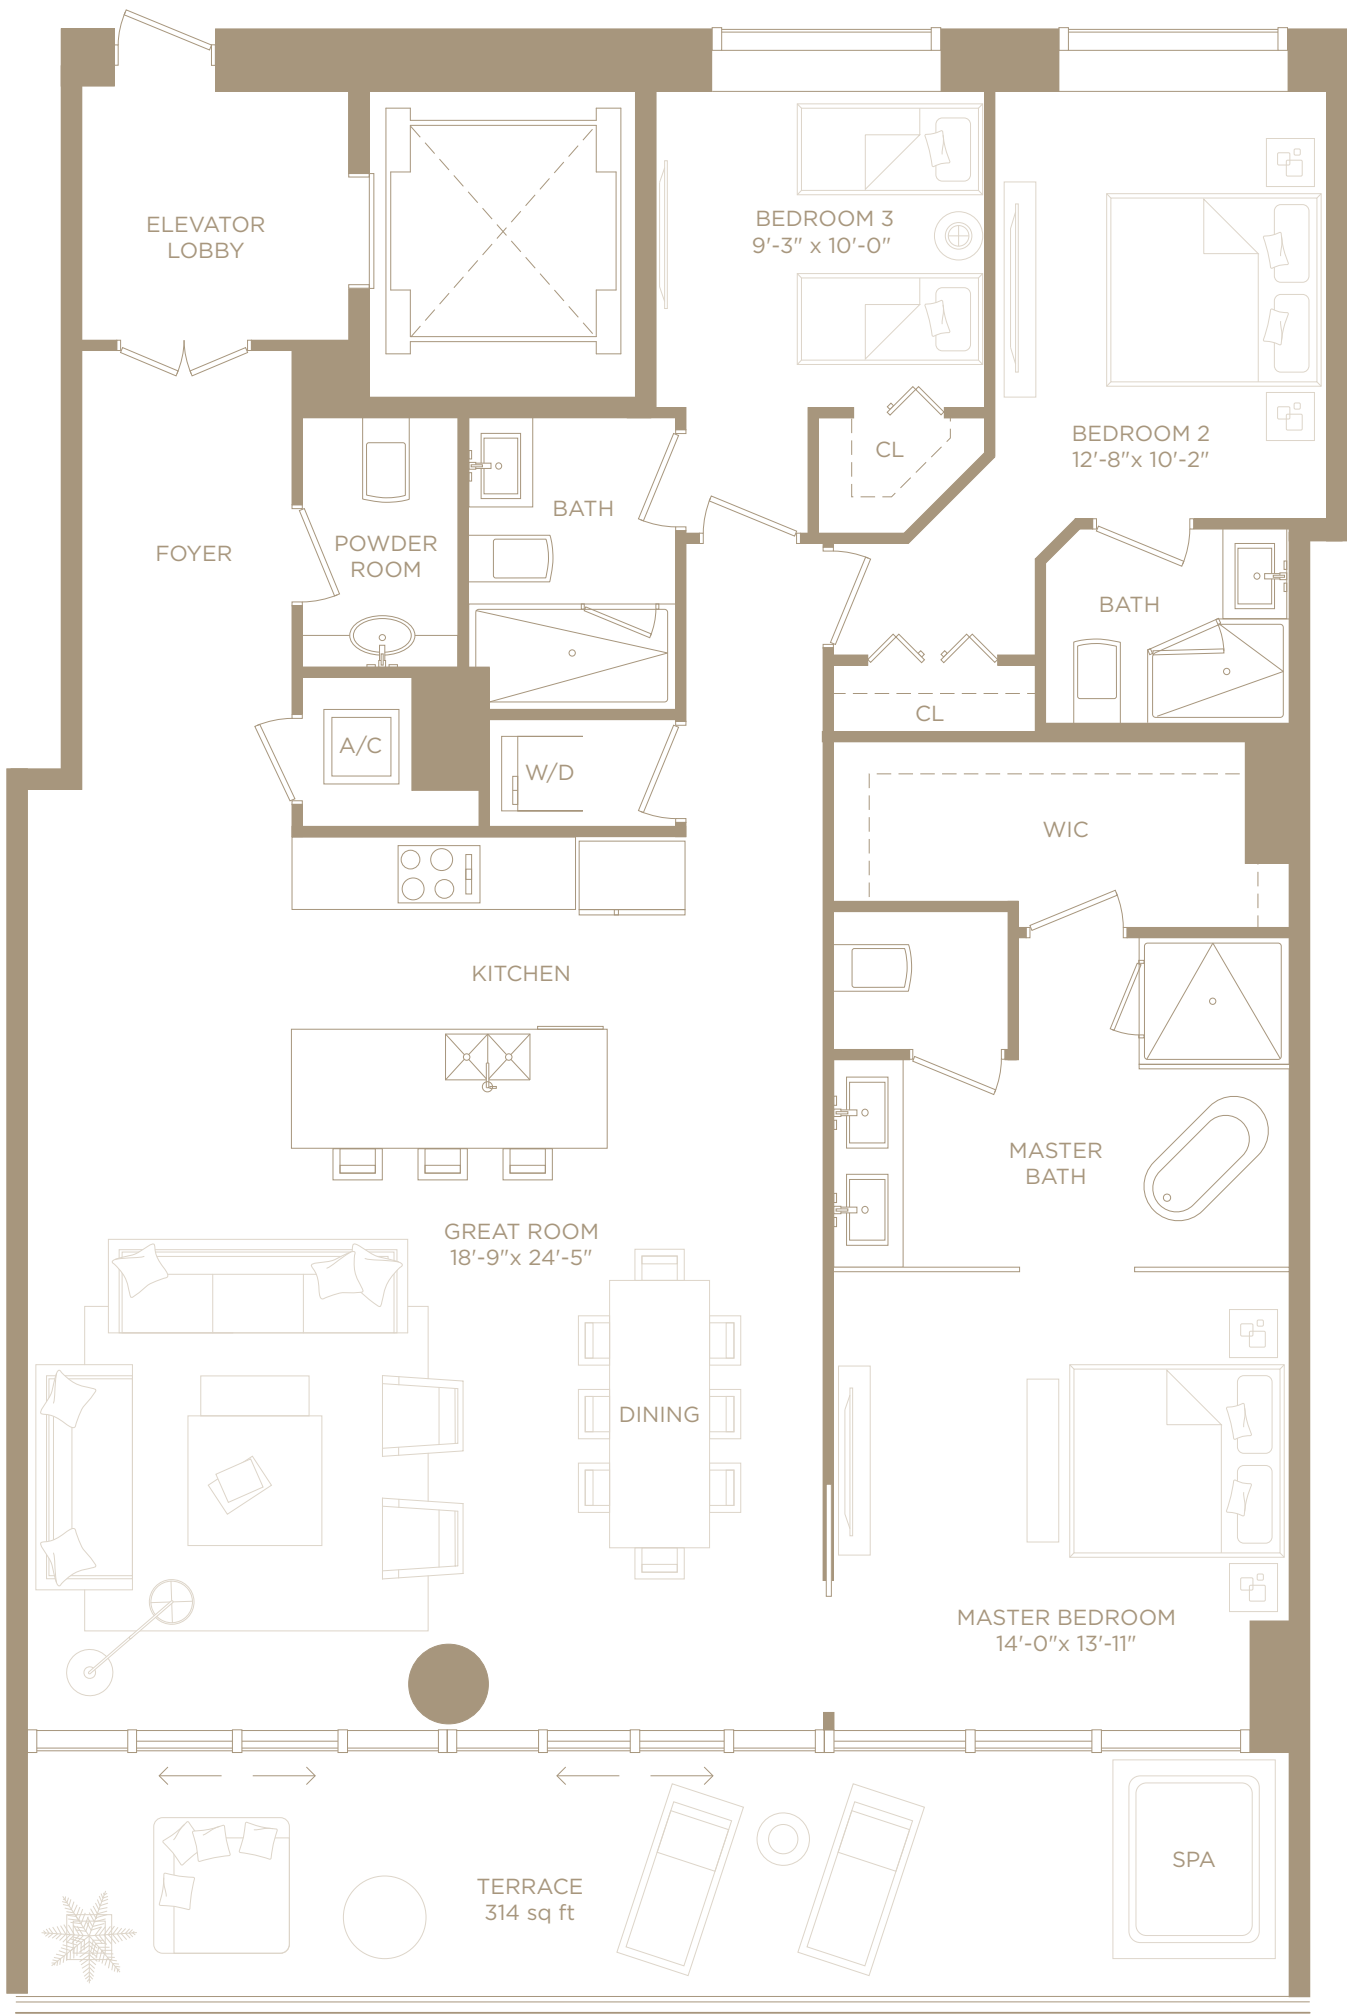 ELEVATOR
LOBBY
BEDROOM 3
9'-3" x 10'-0"
BEDROOM 2
12'-8"x 10'-2"
CL
BATH
FOYER
POWDER
ROOM
BATH
CL
A/C
W/D
WIC
KITCHEN
MASTER
BATH
GREAT ROOM
18'-9"x 24'-5"
DINING
MASTER BEDROOM
14'-0"x 13'-11"
SPA
TERRACE
314 sq ft